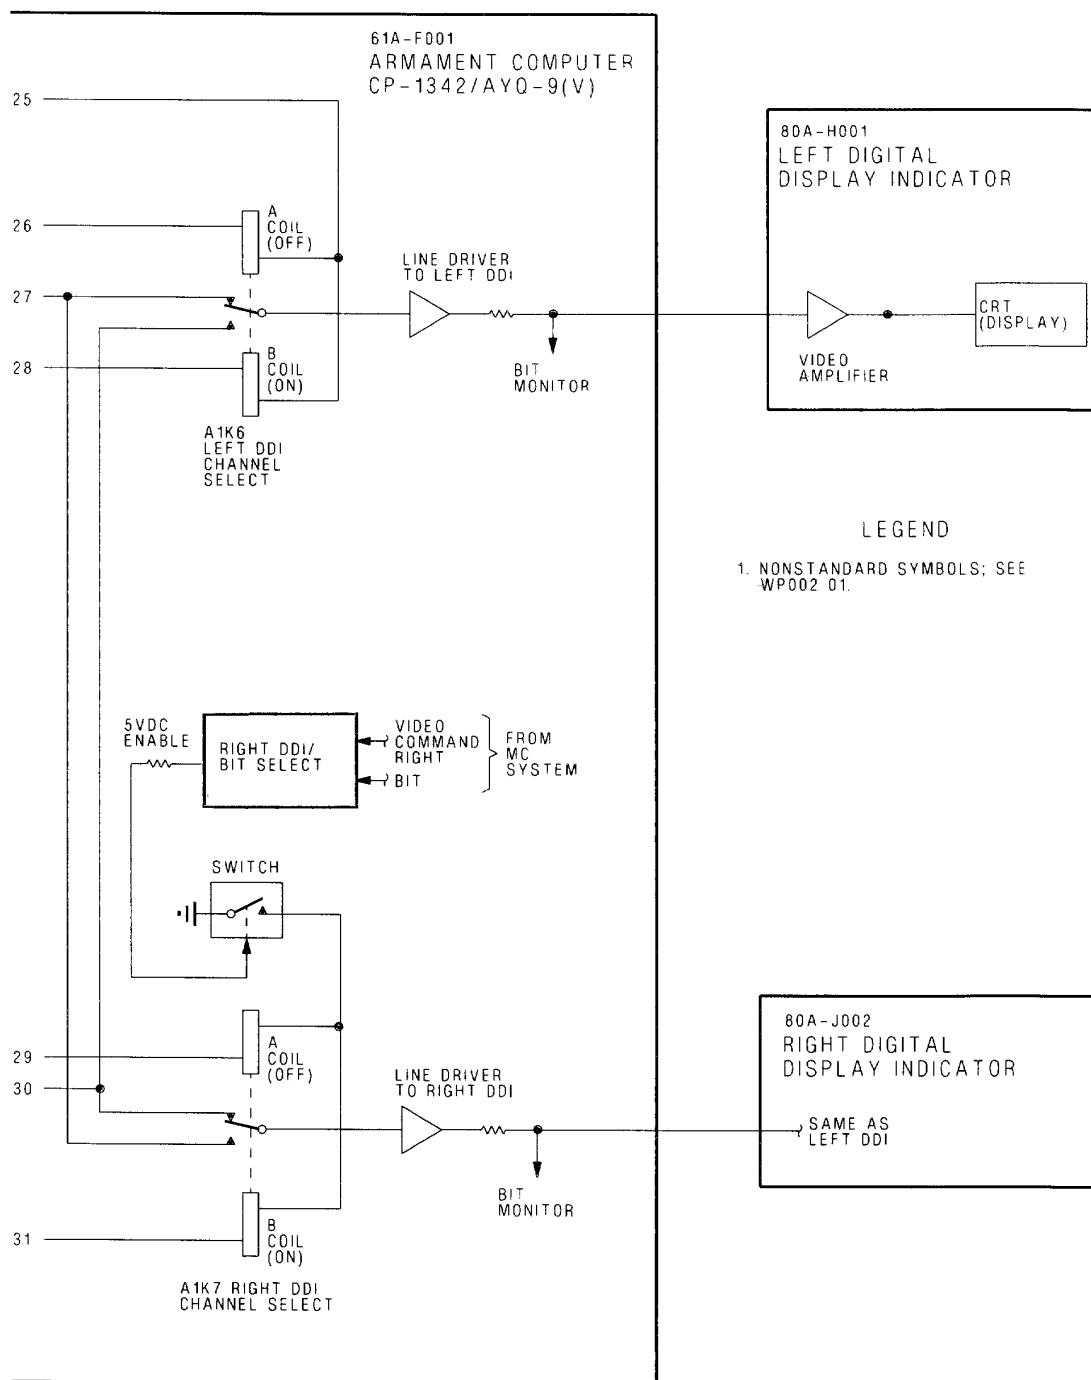 61A-F001
ARMAMENT COMPUTER
CP-1342/AYQ-9(V)
25
80A-H001
LEFT DIGITAL
DISPLAY INDICATOR
26
A
COIL
(OFF)
LINE DRIVER
TO LEFT DDI
27
CRT
(DISPLAY)
28
B
COIL
(ON)
BIT
MONITOR
VIDEO
AMPLIFIER
A1K6
LEFT DDI
CHANNEL
SELECT
LEGEND
1. NONSTANDARD SYMBOLS; SEE
WP002 01.
5VDC
ENABLE
RIGHT DDI/
BIT SELECT
VIDEO
COMMAND
RIGHT
BIT
FROM
MC
SYSTEM
SWITCH
80A-J002
RIGHT DIGITAL
DISPLAY INDICATOR
29
A
COIL
(OFF)
30
LINE DRIVER
TO RIGHT DDI
SAME AS
LEFT DDI
BIT
MONITOR
31
B
COIL
(ON)
A1K7 RIGHT DDI
CHANNEL SELECT